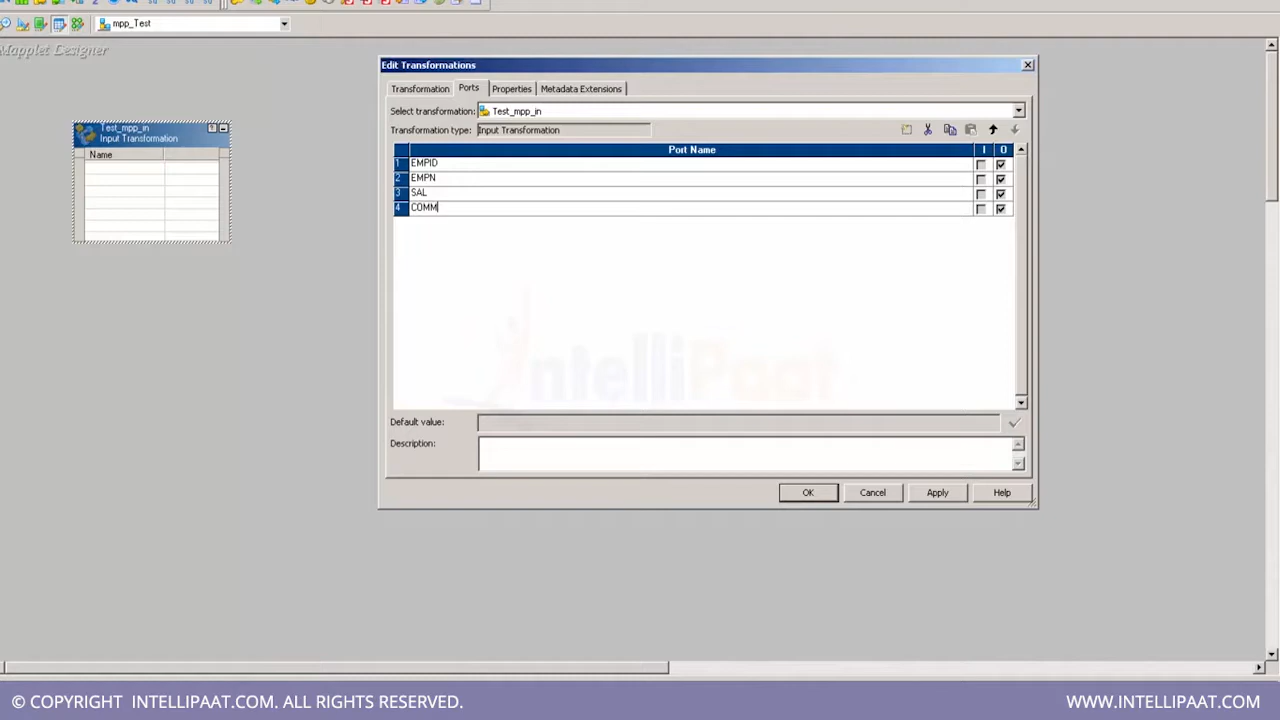 mpp_Test
Mapplet Designer
Edit Transformations
Transformation Ports Properties Metadata Extensions
Select transformation: Test_mpp_in
Transformation type: Input Transformation
Test_mpp_in
Input Transformation
Name
Port Name I O
1 EMPID
2 EMPN
3 SAL
4 COMM
IntelliPaat
Default value:
Description:
OK Cancel Apply Help
© COPYRIGHT INTELLIPAAT.COM. ALL RIGHTS RESERVED. WWW.INTELLIPAAT.COM